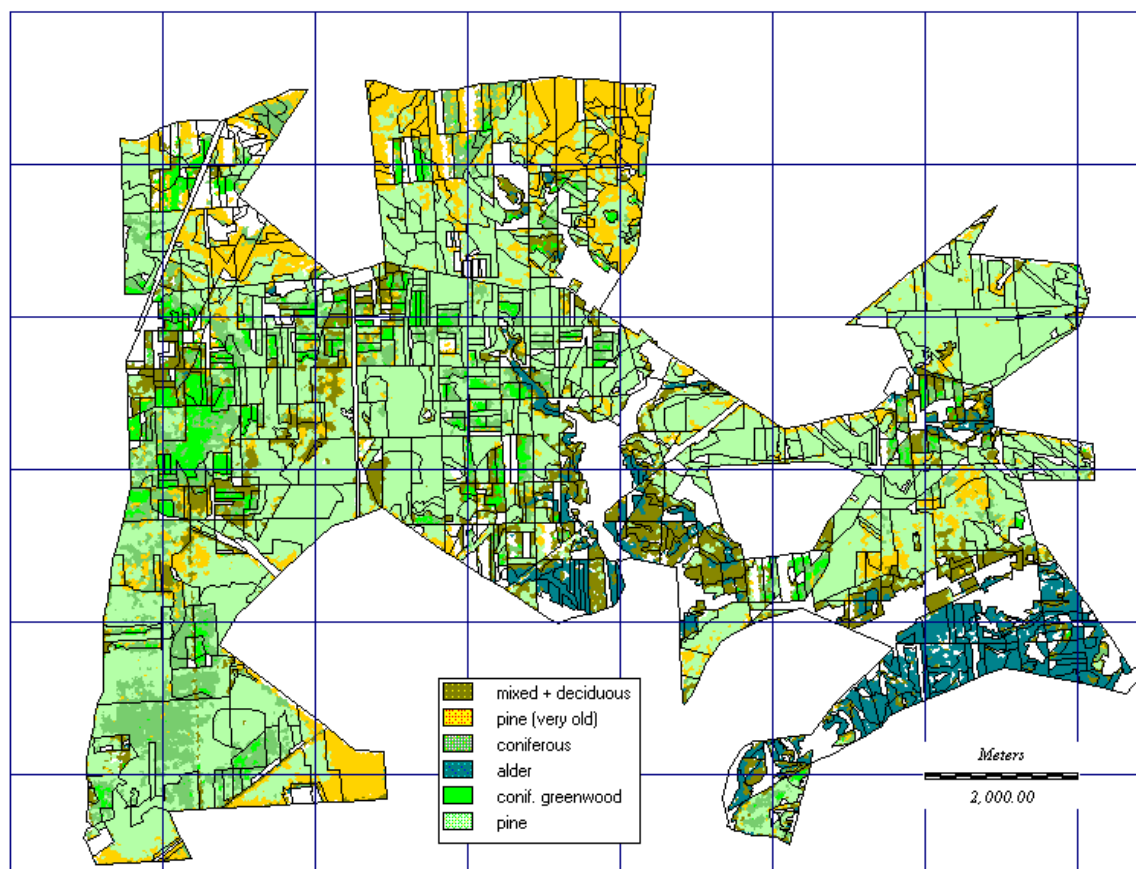 mixed + deciduous
pine (very old)
coniferous
alder
conif. greenwood
pine
Meters
2,000.00